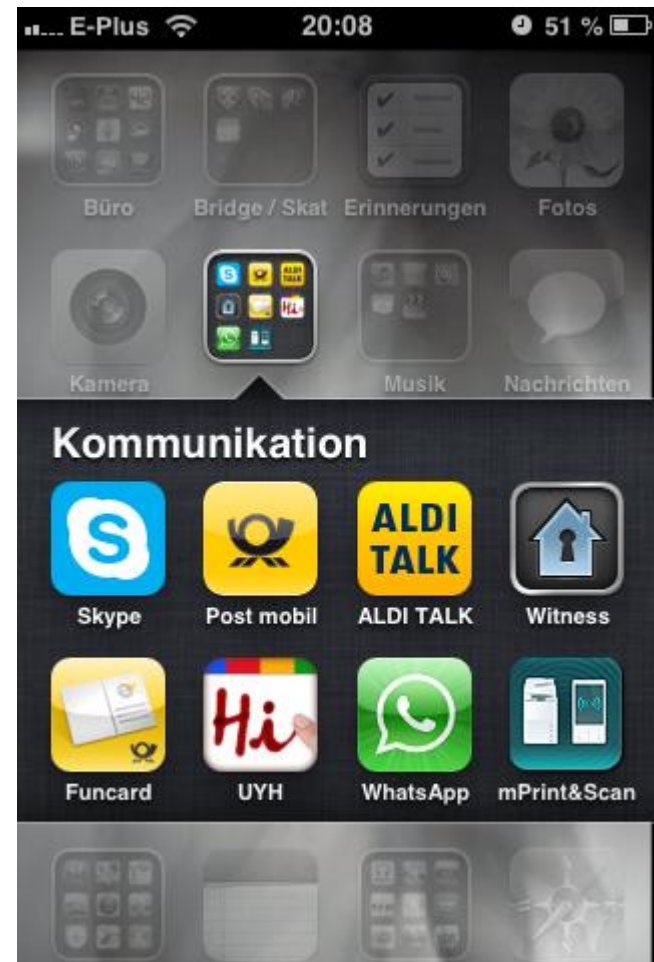 E-Plus 20:08 51 %
Büro Bridge / Skat Erinnerungen Fotos
Kamera Musik Nachrichten
Kommunikation
S ALDI TALK
Skype Post mobil ALDI TALK Witness
Hi
Funcard UYH WhatsApp mPrint&Scan